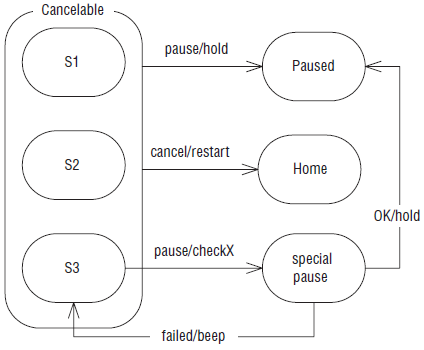 Cancelable
S1
pause/hold
Paused
S2
cancel/restart
Home
OK/hold
S3
pause/checkX
special
pause
failed/beep